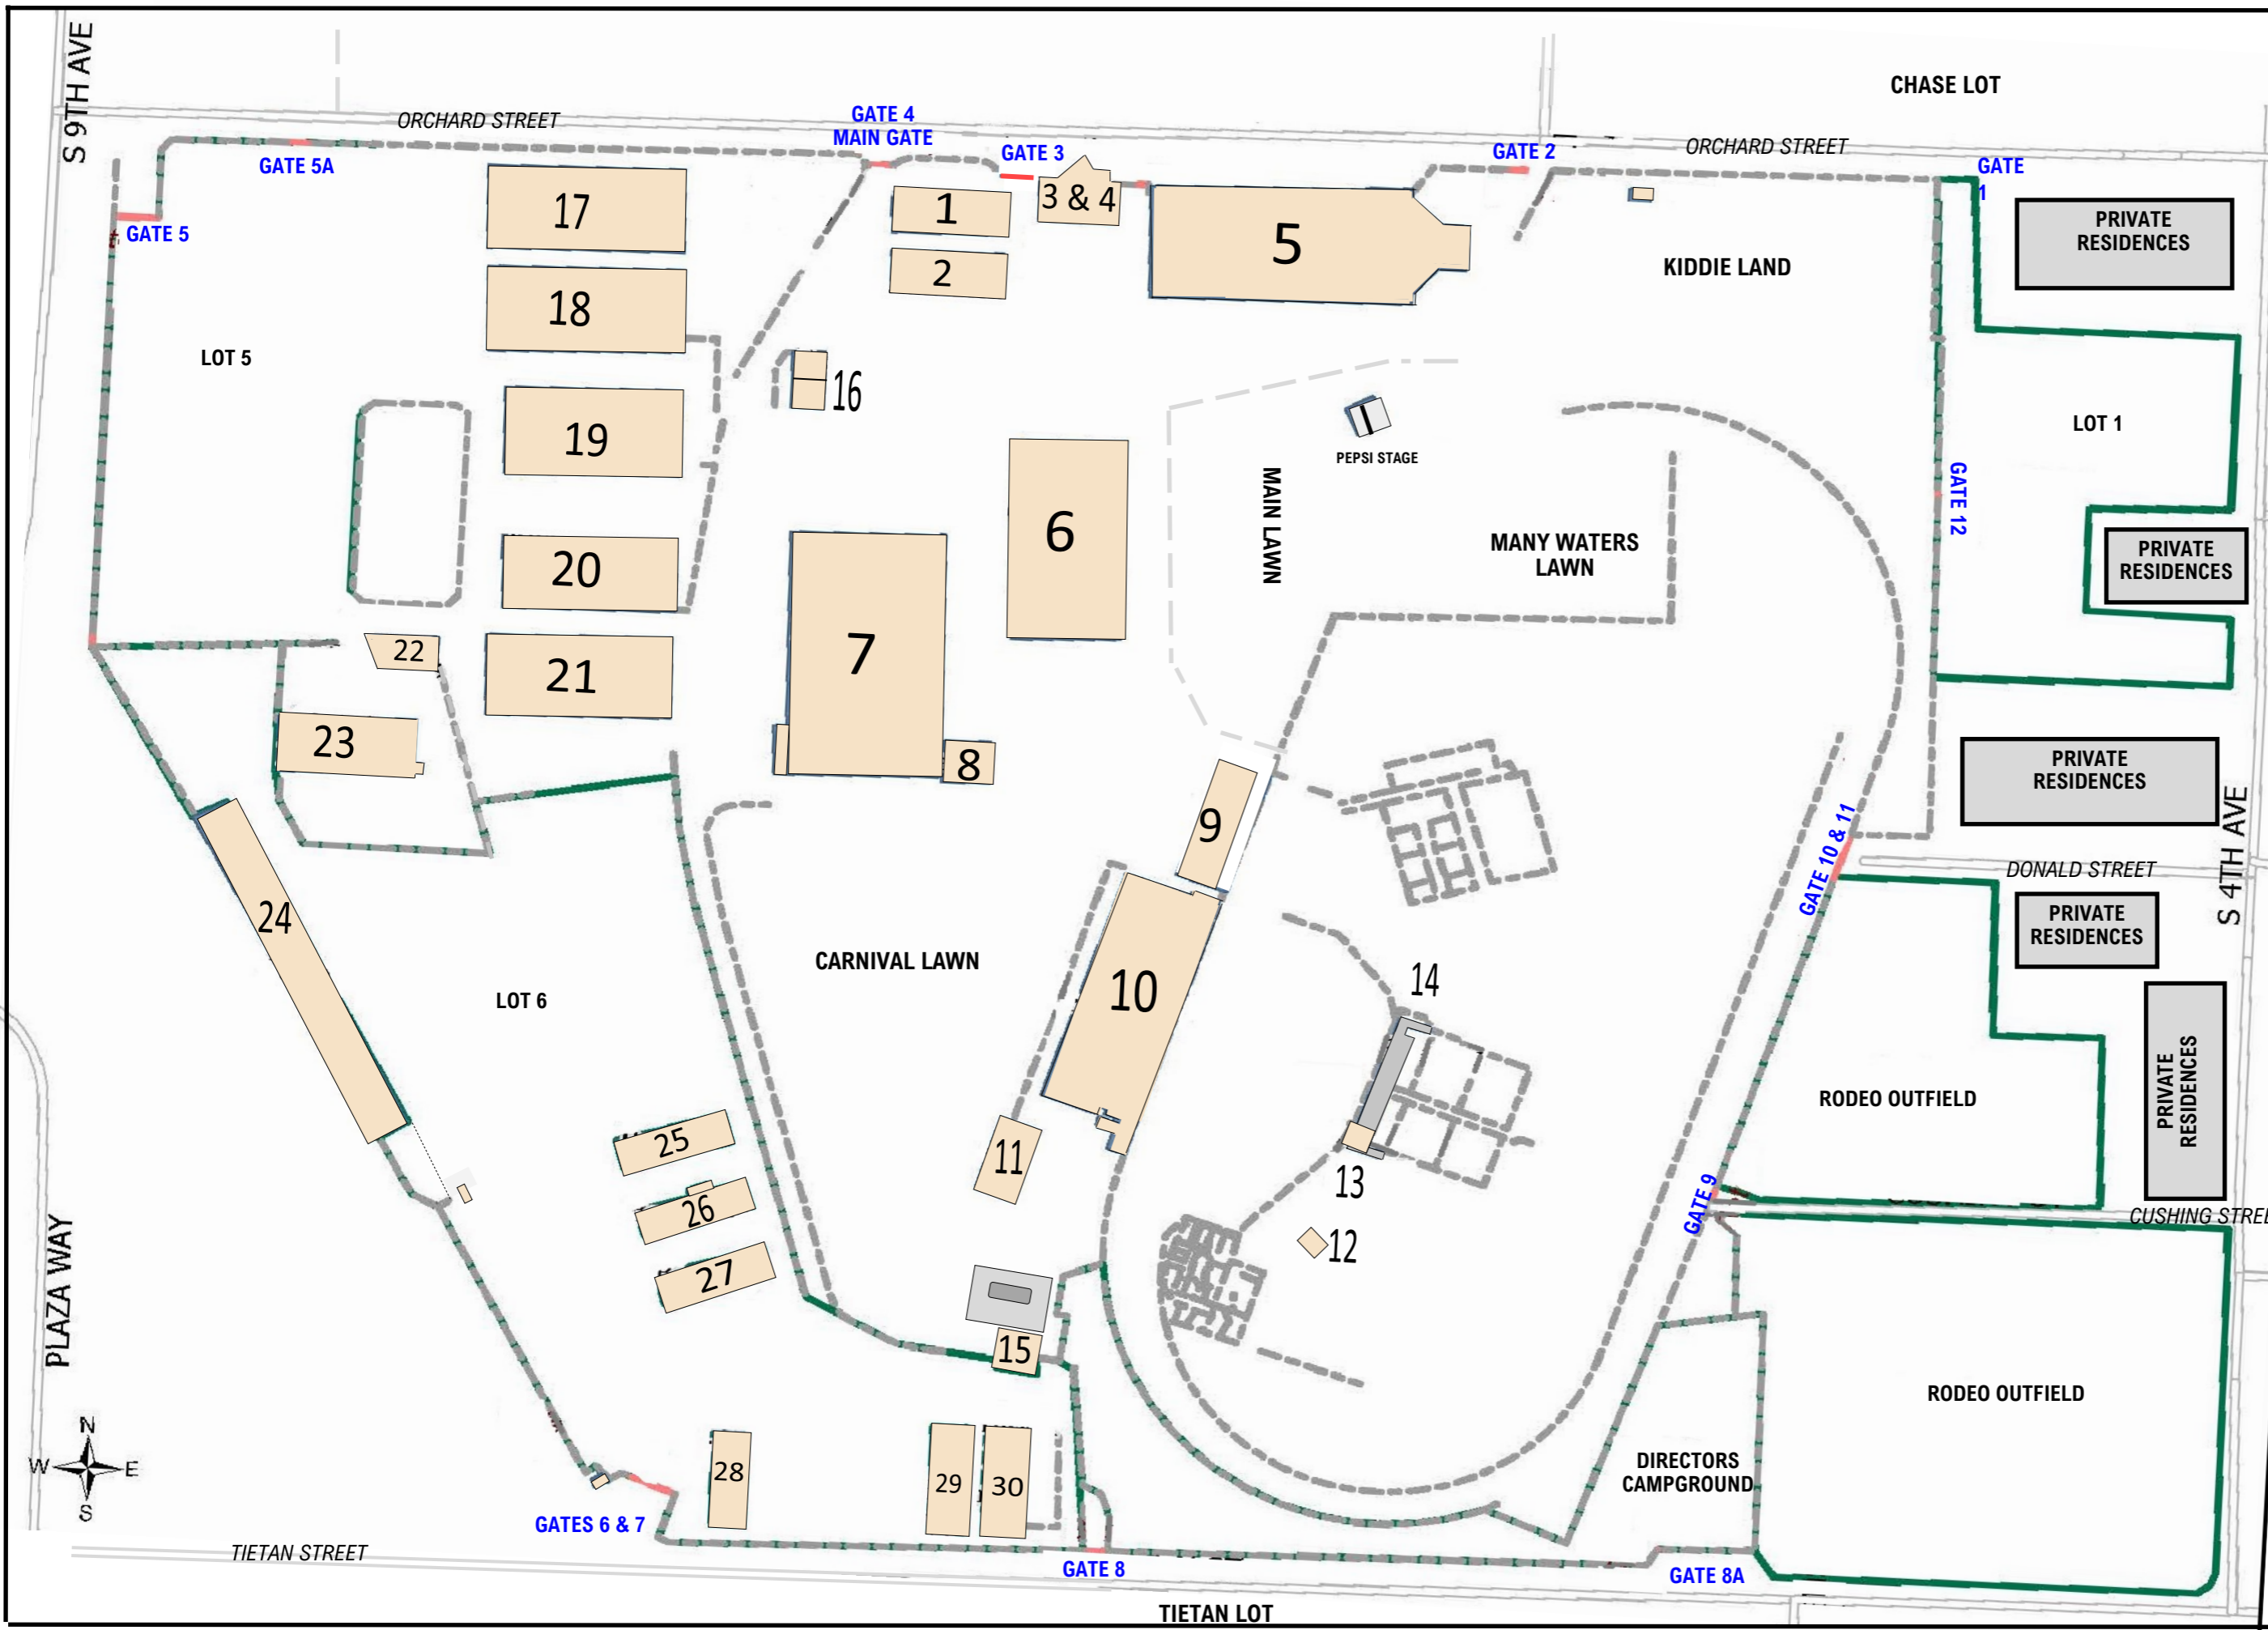 S 9TH AVE
CHASE LOT
ORCHARD STREET
GATE 4
MAIN GATE
GATE 3
GATE 2
ORCHARD STREET
GATE
1
GATE 5A
GATE 5
17
1
3 & 4
5
2
KIDDIE LAND
PRIVATE
RESIDENCES
18
LOT 5
16
19
PEPSI STAGE
LOT 1
MAIN LAWN
GATE 12
6
MANY WATERS
LAWN
PRIVATE
RESIDENCES
20
22
21
7
23
8
PRIVATE
RESIDENCES
9
GATE 10 & 11
S 4TH AVE
DONALD STREET
24
PRIVATE
RESIDENCES
CARNIVAL LAWN
10
14
LOT 6
RODEO OUTFIELD
PRIVATE
RESIDENCES
25
11
13
26
GATE 9
CUSHING STREE
12
27
PLAZA WAY
15
RODEO OUTFIELD
N
W
E
S
28
29
30
DIRECTORS
CAMPGROUND
GATES 6 & 7
TIETAN STREET
GATE 8
GATE 8A
TIETAN LOT